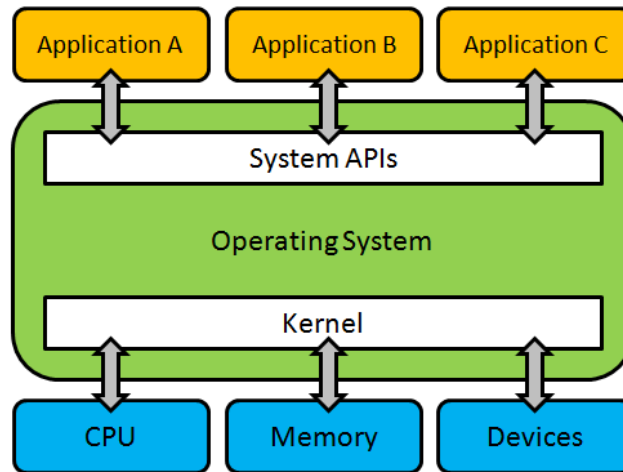 Application A
Application B
Application C
System APIs
Operating System
Kernel
CPU
Memory
Devices